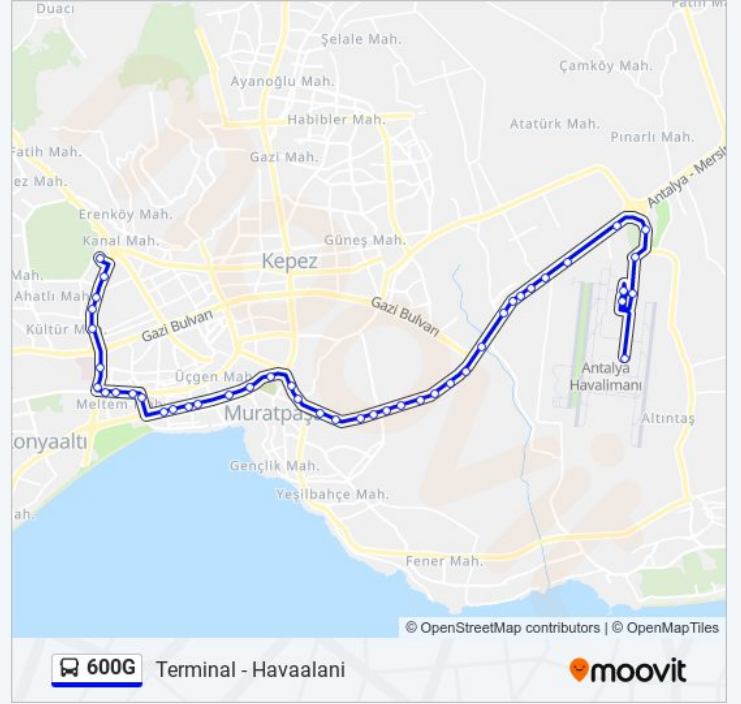 Duacı
Fatih M
Şelale Mah.
Çamköy Mah.
Ayanoğlu Mah.
Habibler Mah.
Atatürk Mah.
Pınarlı Mah.
Fatih Mah.
Gazi Mah.
ez Mah.
Antalya - Mersin
Erenköy Mah.
Kanal Mah.
Güneş Mah.
Kepez
Mah.
Ahatlı Mah
Gazi Bulvarı
Gazi Bulvarı
Kültür M
Antalya
Havalimanı
Üçgen Mah
Meltem Mah
Muratpaşa
Altıntaş
onyaaltı
Gençlik Mah.
Yeşilbahçe Mah.
ah.
Fener Mah.
moovit
© OpenStreetMap contributors | © OpenMapTiles
600G Terminal - Havaalani
moovit